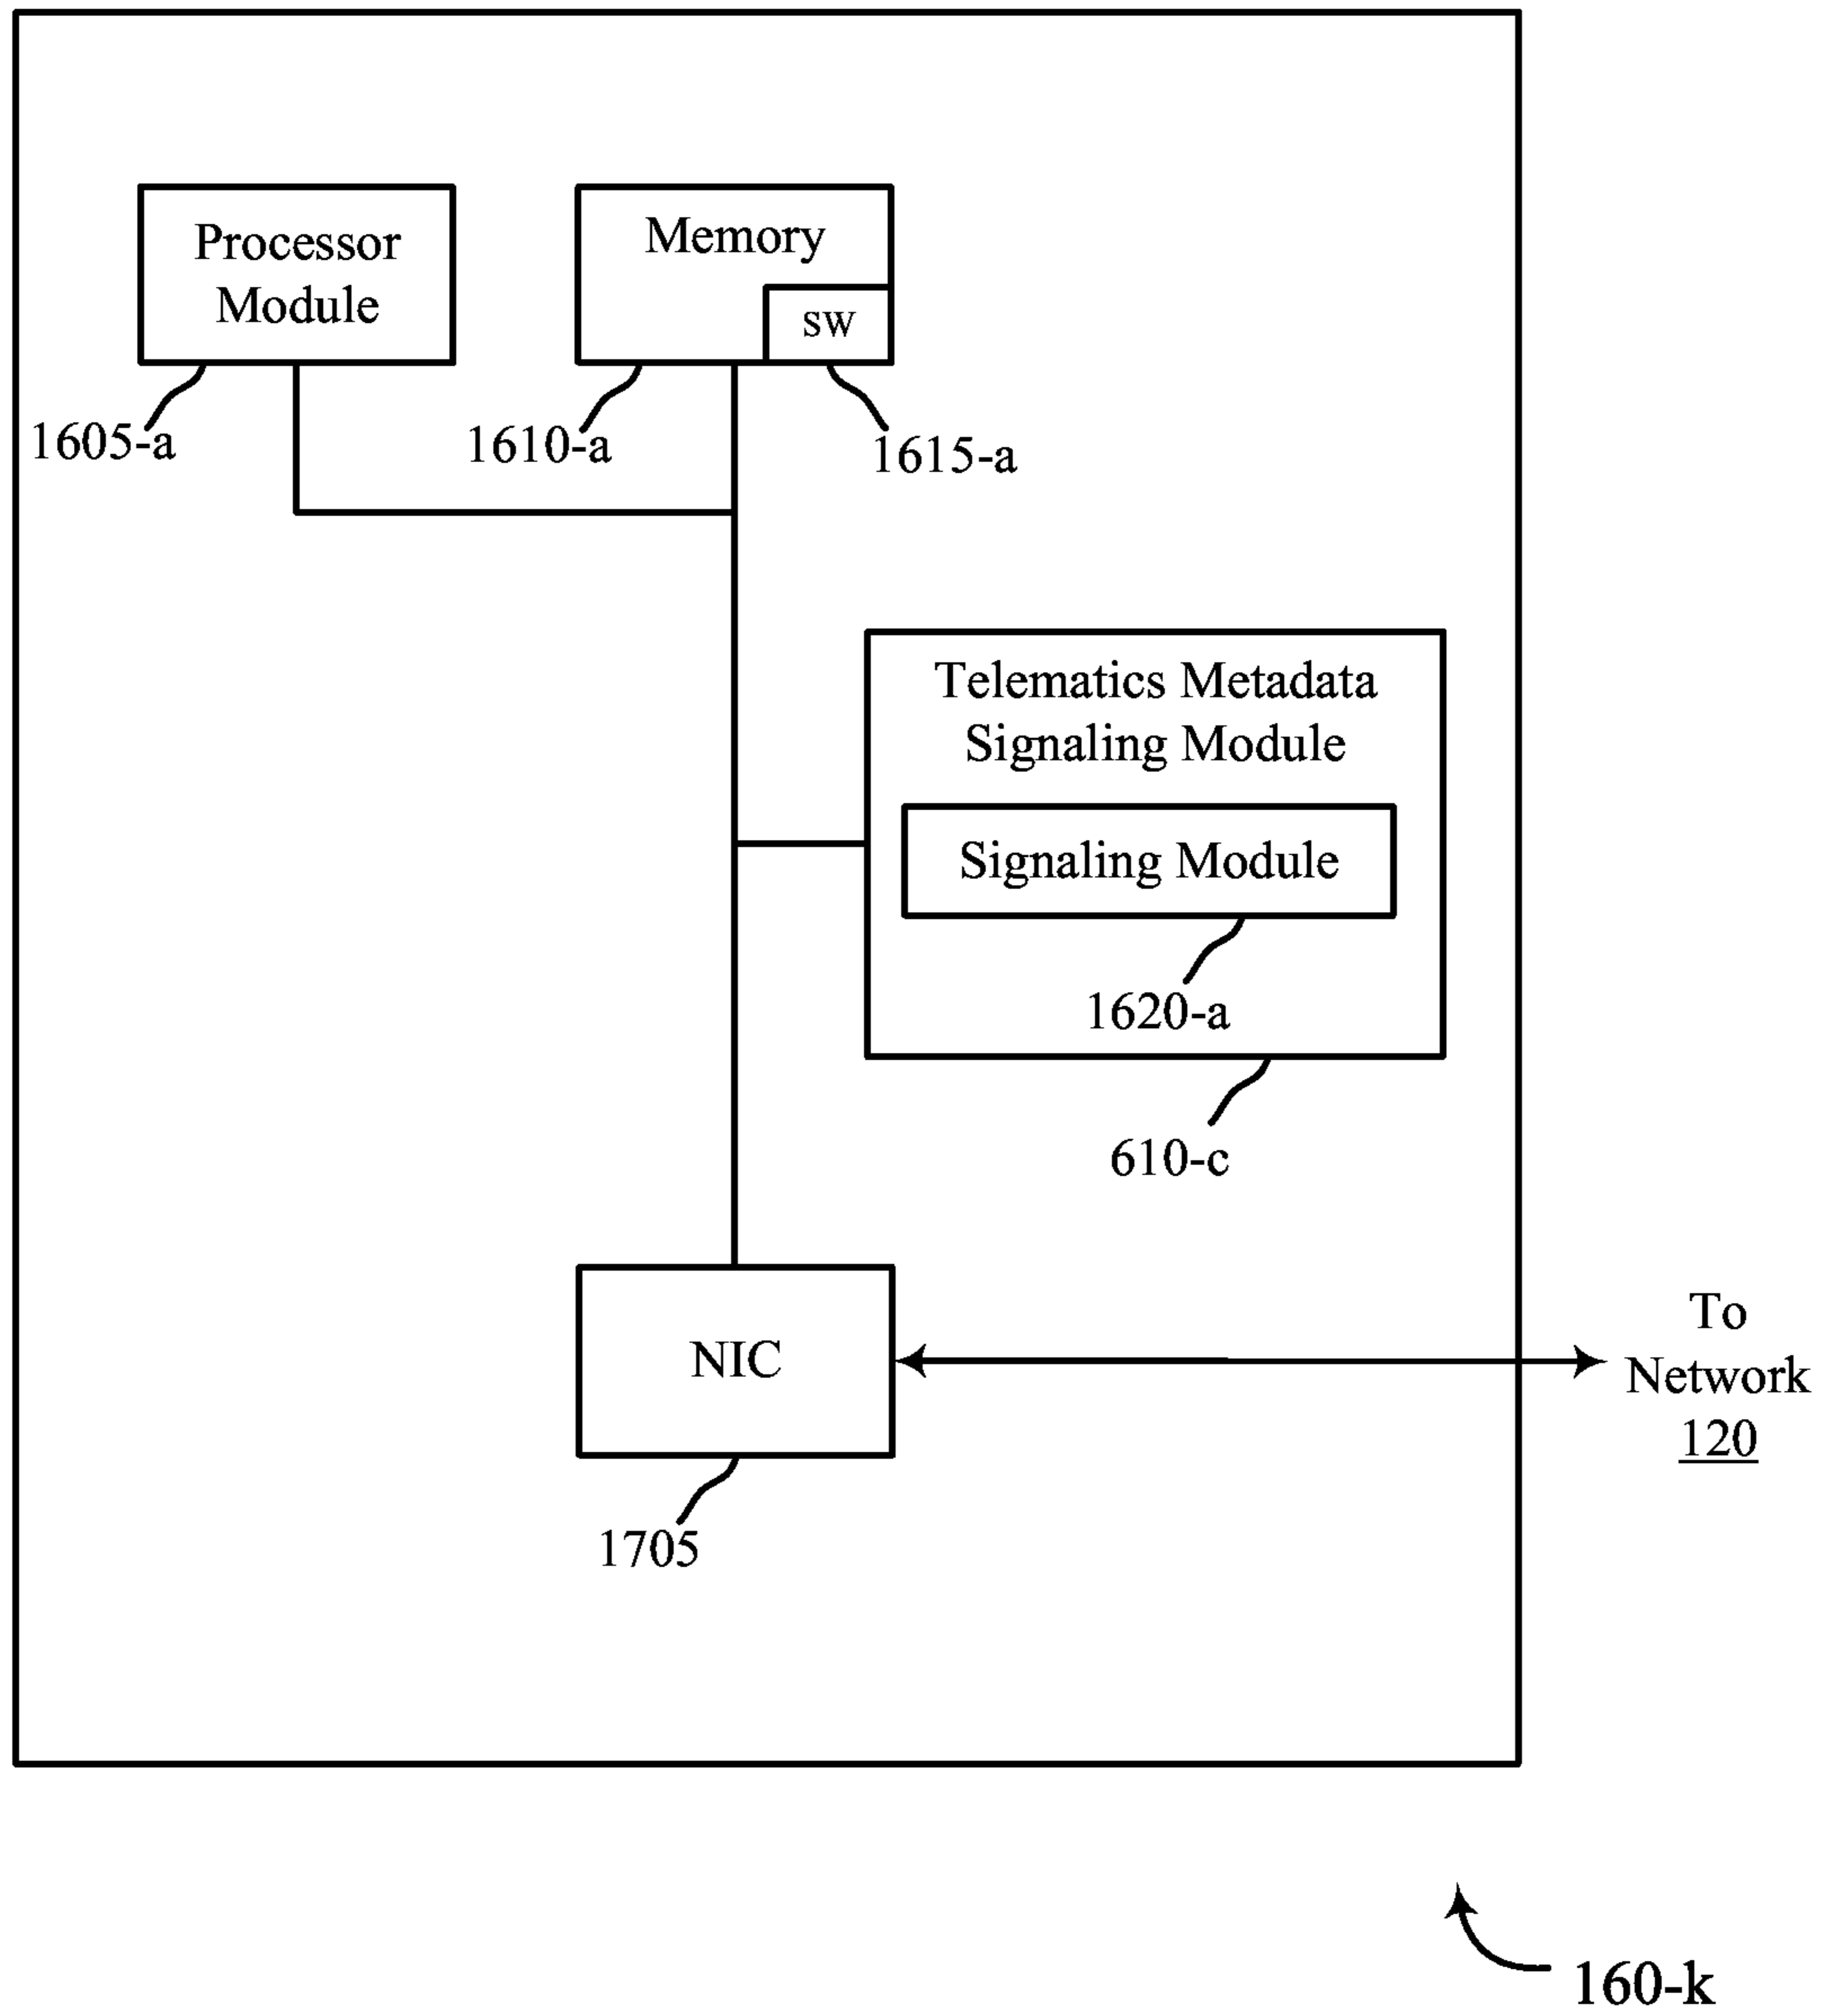 Processor
Module
Memory
SW
1605-a
1610-a
1615-a
Telematics Metadata
Signaling Module
Signaling Module
1620-a
610-c
NIC
To
Network
120
1705
160-k